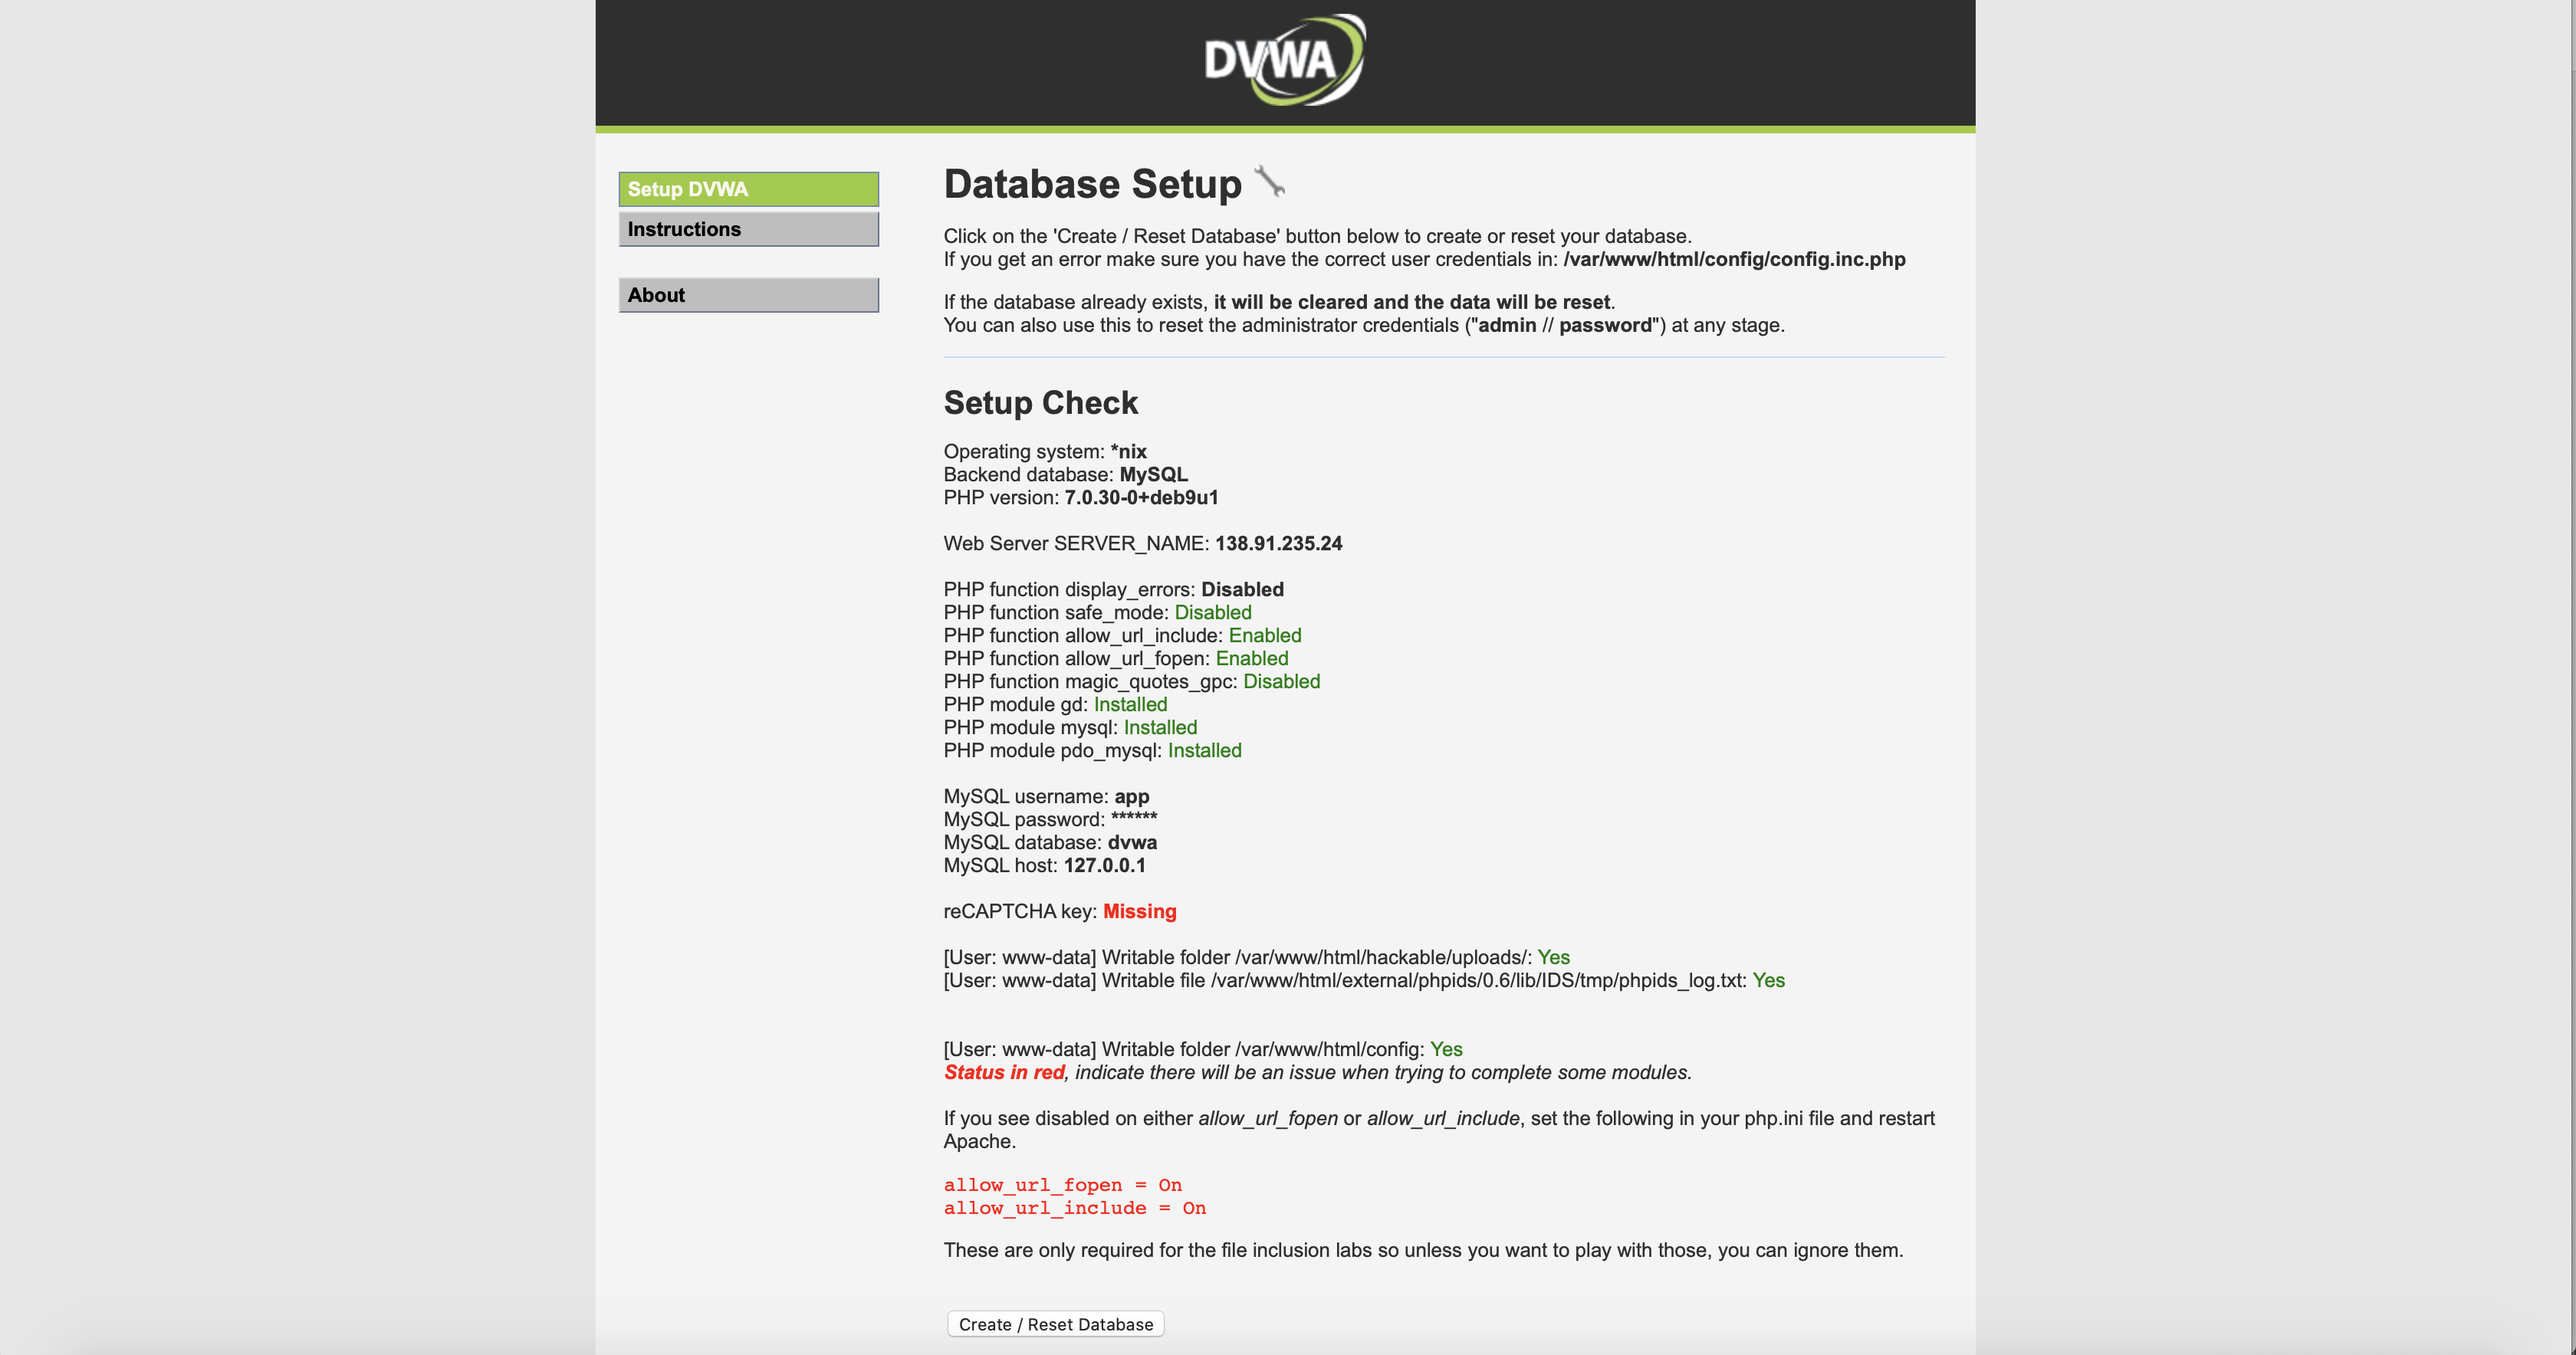 DVWA
Setup DVWA
Instructions
About
Database Setup
Click on the 'Create / Reset Database' button below to create or reset your database.
If you get an error make sure you have the correct user credentials in: /var/www/html/config/config.inc.php
If the database already exists, it will be cleared and the data will be reset.
You can also use this to reset the administrator credentials ("admin // password") at any stage.
Setup Check
Operating system: *nix
Backend database: MySQL
PHP version: 7.0.30-0+deb9u1
Web Server SERVER_NAME: 138.91.235.24
PHP function display_errors: Disabled
PHP function safe_mode: Disabled
PHP function allow_url_include: Enabled
PHP function allow_url_fopen: Enabled
PHP function magic_quotes_gpc: Disabled
PHP module gd: Installed
PHP module mysql: Installed
PHP module pdo_mysql: Installed
MySQL username: app
MySQL password: ******
MySQL database: dvwa
MySQL host: 127.0.0.1
reCAPTCHA key: Missing
[User: www-data] Writable folder /var/www/html/hackable/uploads/: Yes
[User: www-data] Writable file /var/www/html/external/phpids/0.6/lib/IDS/tmp/phpids_log.txt: Yes
[User: www-data] Writable folder /var/www/html/config: Yes
Status in red, indicate there will be an issue when trying to complete some modules.
If you see disabled on either allow_url_fopen or allow_url_include, set the following in your php.ini file and restart
Apache.
allow_url_fopen = On
allow_url_include = On
These are only required for the file inclusion labs so unless you want to play with those, you can ignore them.
Create / Reset Database